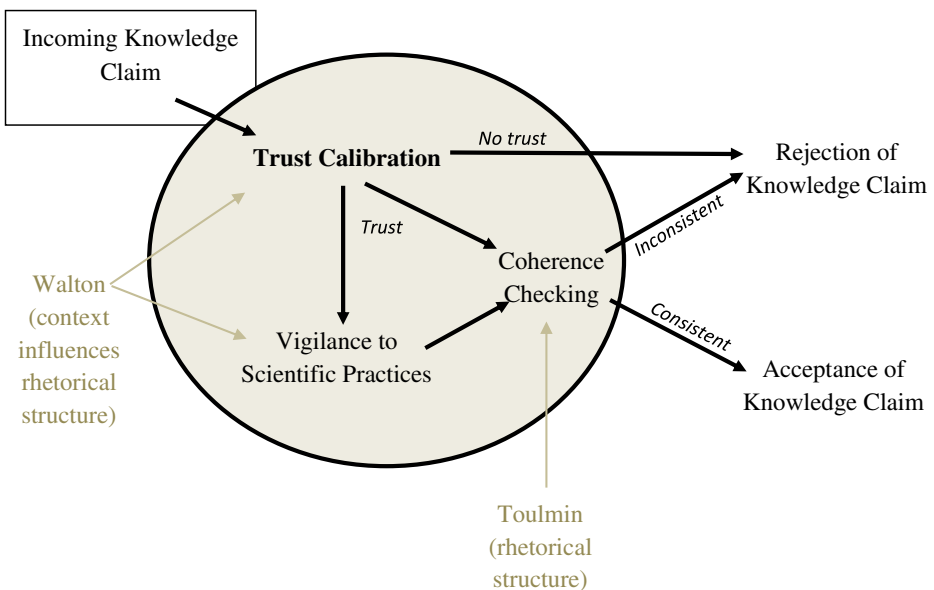 Incoming Knowledge
Claim
Trust Calibration
No trust
Rejection of
Knowledge Claim
Trust
Inconsistent
Coherence
Checking
Walton
(context
influences
rhetorical
structure)
Vigilance to
Scientific Practices
Consistent
Acceptance of
Knowledge Claim
Toulmin
(rhetorical
structure)